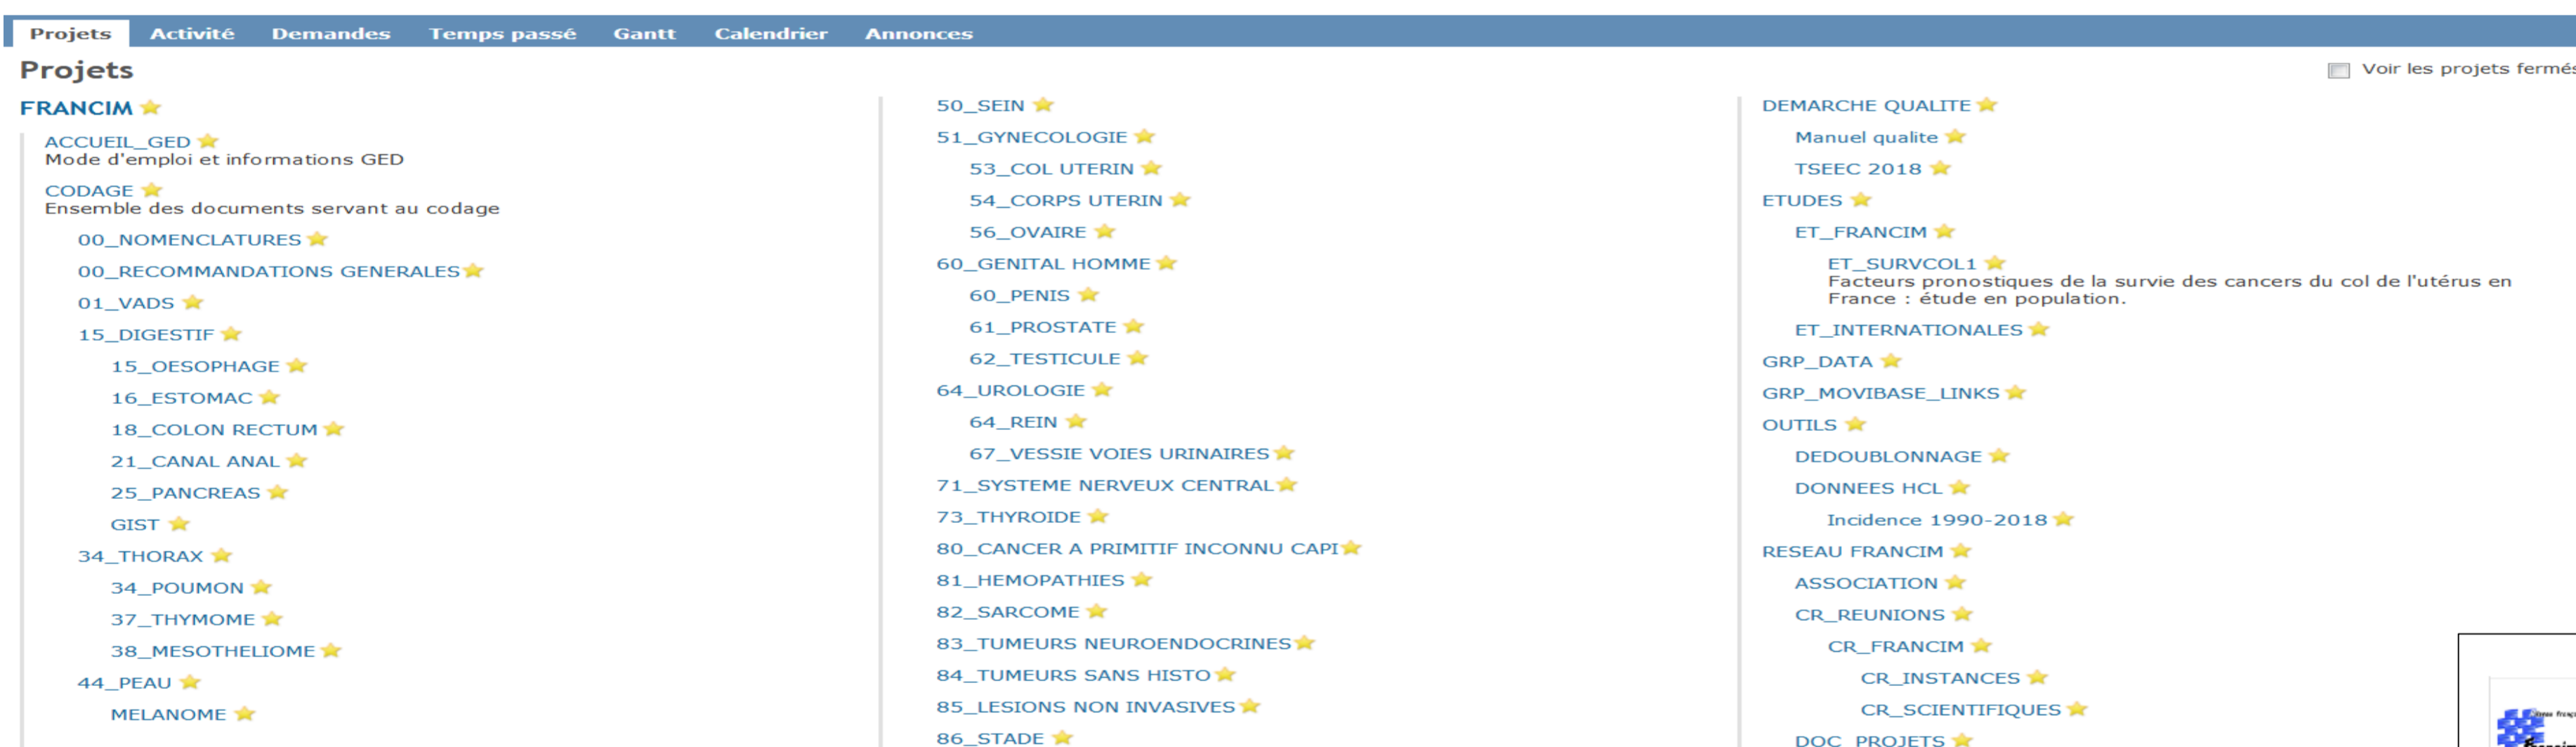 Projets Activité Demandes Temps passé Gantt Calendrier Annonces
Projets
Voir les projets fermés
FRANCIM
ACCUEIL_GED
Mode d'emploi et informations GED
CODAGE
Ensemble des documents servant au codage
00_NOMENCLATURES
00_RECOMMANDATIONS GENERALES
01_VADS
15_DIGESTIF
15_OESOPHAGE
16_ESTOMAC
18_COLON RECTUM
21_CANAL ANAL
25_PANCREAS
GIST
34_THORAX
34_POUMON
37_THYMOME
38_MESOTHELIOME
44_PEAU
MELANOME
50_SEIN
51_GYNECOLOGIE
53_COL UTERIN
54_CORPS UTERIN
56_OVAIRE
60_GENITAL HOMME
60_PENIS
61_PROSTATE
62_TESTICULE
64_UROLOGIE
64_REIN
67_VESSIE VOIES URINAIRES
71_SYSTEME NERVEUX CENTRAL
73_THYROIDE
80_CANCER A PRIMITIF INCONNU CAPI
81_HEMOPATHIES
82_SARCOME
83_TUMEURS NEUROENDOCRINES
84_TUMEURS SANS HISTO
85_LESIONS NON INVASIVES
86_STADE
DEMARCHE QUALITE
Manuel qualite
TSEEC 2018
ETUDES
ET_FRANCIM
ET_SURVCOL1
Facteurs pronostiques de la survie des cancers du col de l'utérus en
France : étude en population.
ET_INTERNATIONALES
GRP_DATA
GRP_MOVIBASE_LINKS
OUTILS
DEDOUBLONNAGE
DONNEES HCL
Incidence 1990-2018
RESEAU FRANCIM
ASSOCIATION
CR_REUNIONS
CR_FRANCIM
CR_INSTANCES
CR_SCIENTIFIQUES
DOC_PROJETS